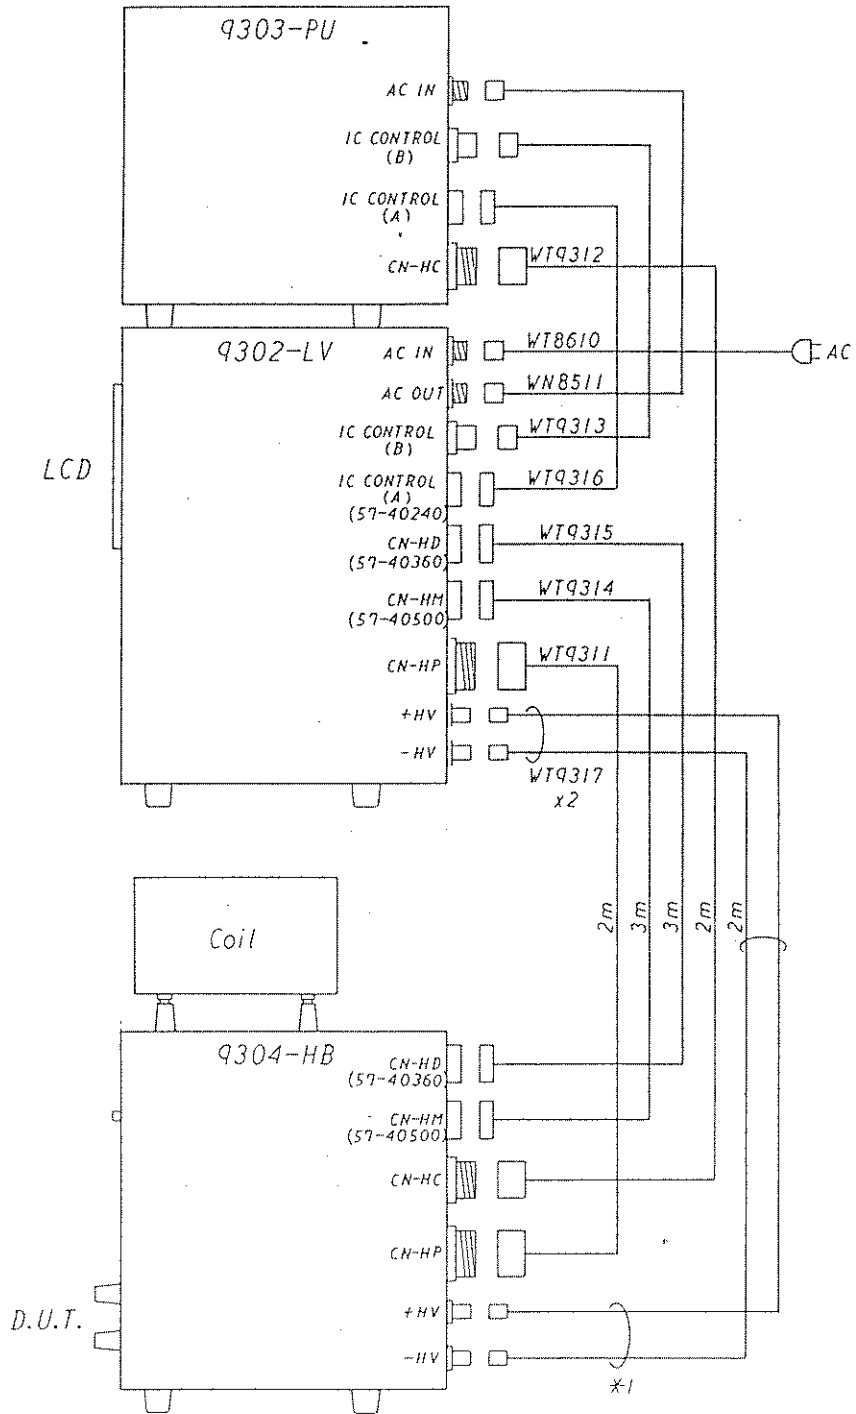 9303-PU
AC IN
IC CONTROL
(B)
IC CONTROL
(A)
CN-HC
WT9312
9302-LV
AC IN
WT8610
AC
AC OUT
WN8511
IC CONTROL
(B)
WT9313
LCD
IC CONTROL
(A)
(57-40240)
WT9316
CN-HD
(57-40360)
WT9315
CN-HM
(57-40500)
WT9314
CN-HP
WT9311
+HV
-HV
WT9317
x2
2m
3m
3m
2m
2m
Coil
9304-HB
CN-HD
(57-40360)
CN-HM
(57-40500)
CN-HC
CN-HP
D.U.T.
+HV
-HV
*-1